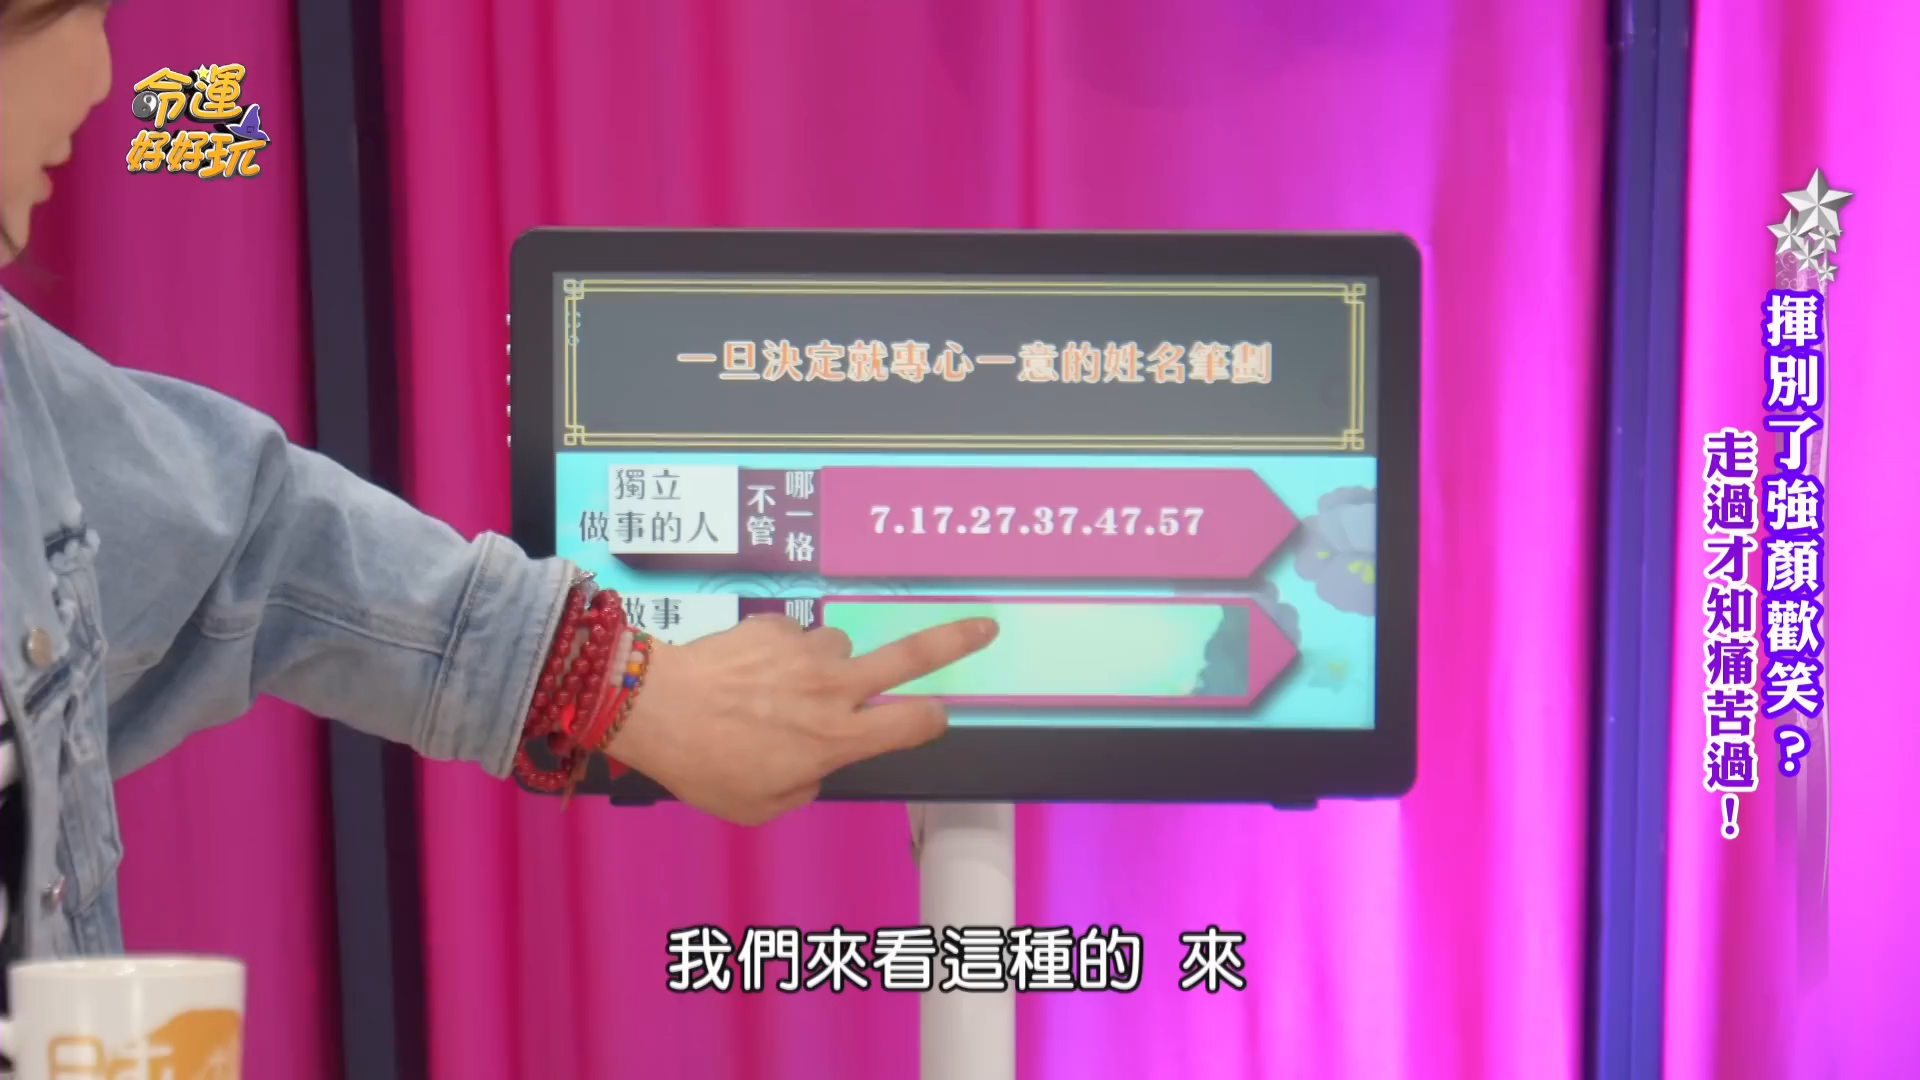 命運
好好玩
揮別了強顏歡笑？
走過才知痛苦過！
一旦決定就專心一意的姓名筆劃
獨立
做事的人
不管
哪一格
7.17.27.37.47.57
做事
哪
我們來看這種的 來